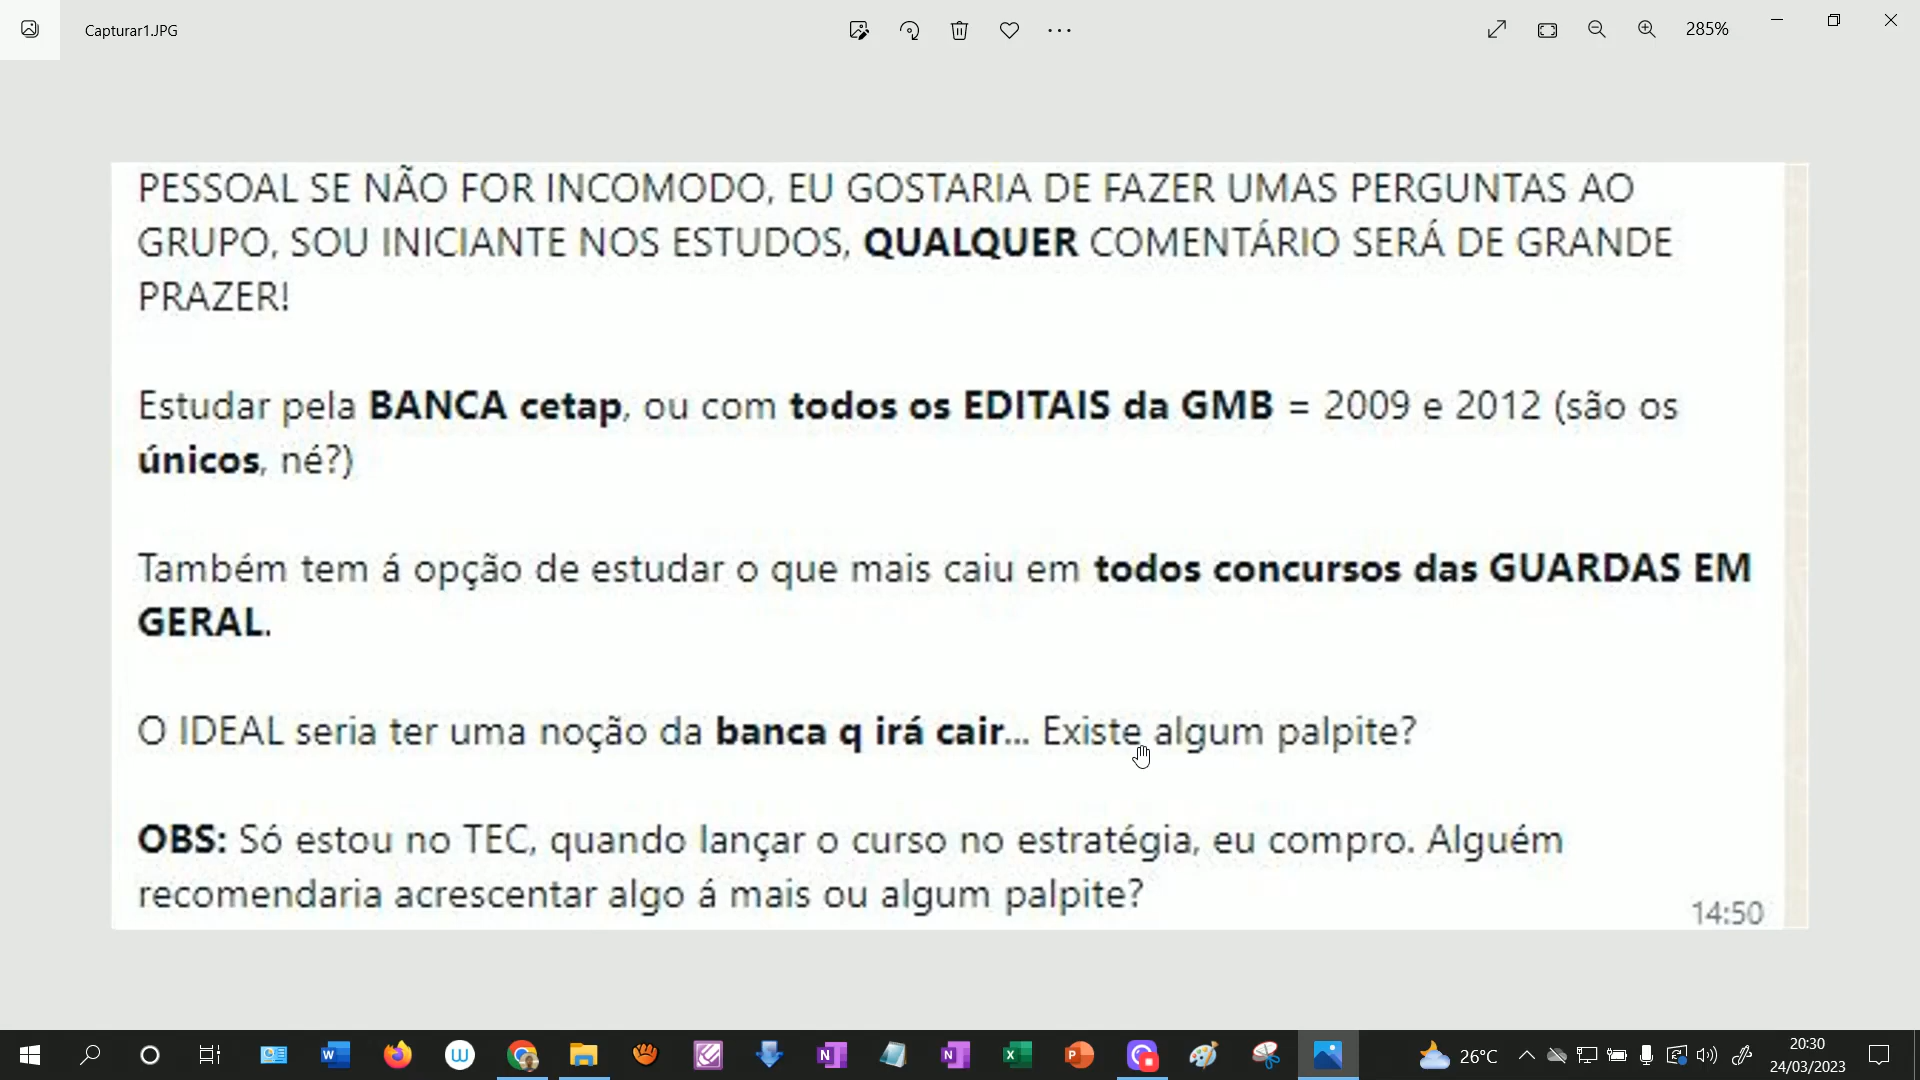 Capturar1.JPG
285%
PESSOAL SE NÃO FOR INCOMODO, EU GOSTARIA DE FAZER UMAS PERGUNTAS AO
GRUPO, SOU INICIANTE NOS ESTUDOS, QUALQUER COMENTÁRIO SERÁ DE GRANDE
PRAZER!
Estudar pela BANCA cetap, ou com todos os EDITAIS da GMB = 2009 e 2012 (são os
únicos, né?)
Também tem á opção de estudar o que mais caiu em todos concursos das GUARDAS EM
GERAL.
O IDEAL seria ter uma noção da banca q irá cair... Existe algum palpite?
OBS: Só estou no TEC, quando lançar o curso no estratégia, eu compro. Alguém
recomendaria acrescentar algo á mais ou algum palpite?
14:50
26°C
20:30
24/03/2023